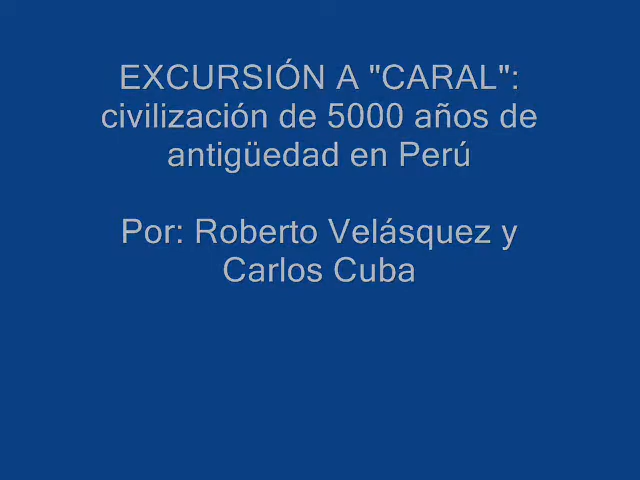 EXCURSIÓN A "CARAL":
civilización de 5000 años de
antigüedad en Perú
Por: Roberto Velásquez y
Carlos Cuba